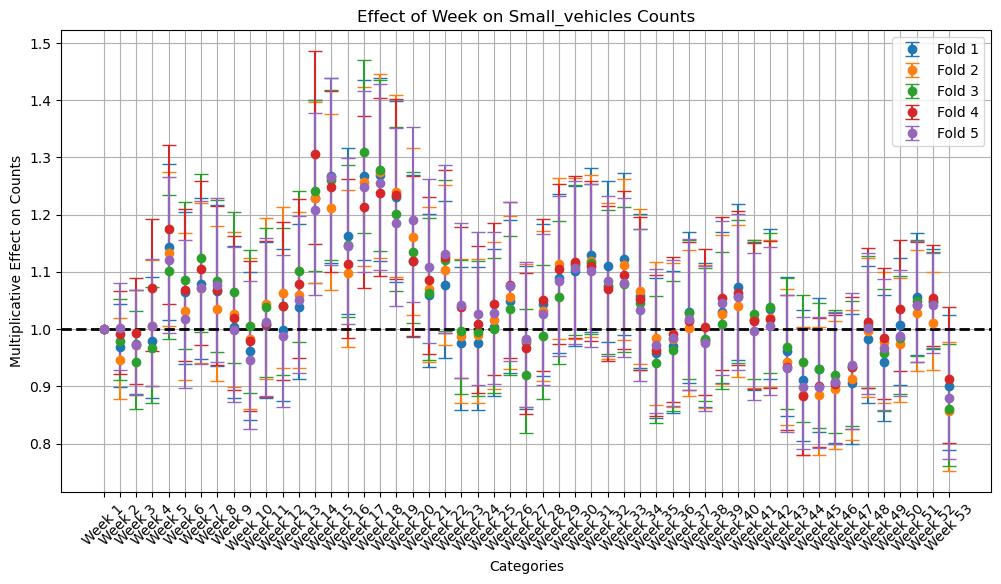 Effect of Week on Small_vehicles Counts
Multiplicative Effect on Counts
1.5
1.4
1.3
1.2
1.1
1.0
0.9
0.8
Fold 1
Fold 2
Fold 3
Fold 4
Fold 5
Week 1
Week 2
Week 3
Week 4
Week 5
Week 6
Week 7
Week 8
Week 9
Week 10
Week 11
Week 12
Week 13
Week 14
Week 15
Week 16
Week 17
Week 18
Week 19
Week 20
Week 21
Week 22
Week 23
Week 24
Week 25
Week 26
Week 27
Week 28
Week 29
Week 30
Week 31
Week 32
Week 33
Week 34
Week 35
Week 36
Week 37
Week 38
Week 39
Week 40
Week 41
Week 42
Week 43
Week 44
Week 45
Week 46
Week 47
Week 48
Week 49
Week 50
Week 51
Week 52
Week 53
Categories